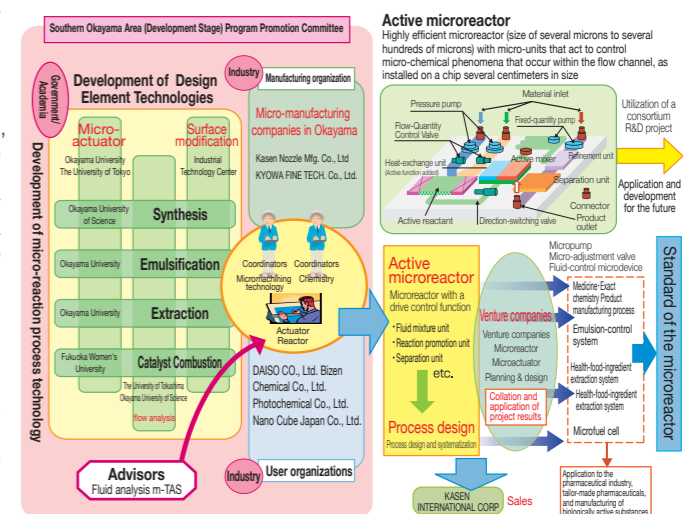 Southern Okayama Area (Development Stage) Program Promotion Committee
Government/
Academia
Development of micro-reaction process technology
Development of Design
Element Technologies
Micro-
actuator
Okayama University
The University of Tokyo
Surface
modification
Industrial
Technology Center
Okayama University
of Science
Synthesis
Okayama University
Emulsification
Okayama University
Extraction
Fukuoka Women's
University
Catalyst Combustion
The University of Tokushima
Okayama University of Science
flow analysis
Industry
Manufacturing organization
Micro-manufacturing
companies in Okayama
Kasen Nozzle Mfg. Co., Ltd
KYOWA FINE TECH. Co., Ltd.
Coordinators
Micromachining
technology
Coordinators
Chemistry
Actuator
Reactor
DAISO CO., Ltd. Bizen
Chemical Co., Ltd.
Photochemical Co., Ltd.
Nano Cube Japan Co., Ltd.
Industry
User organizations
Advisors
Fluid analysis m-TAS
Active microreactor
Highly efficient microreactor (size of several microns to several
hundreds of microns) with micro-units that act to control
micro-chemical phenomena that occur within the flow channel, as
installed on a chip several centimeters in size
Material inlet
Pressure pump
Fixed-quantity pump
Flow-Quantity
Control Valve
Heat-exchange unit
(Active function added)
Active mixer
Refinement unit
Separation unit
Connector
Product
outlet
Active reactant
Direction-switching valve
Utilization of a
consortium
R&D project
Application and
development
for the future
Active
microreactor
Microreactor with a
drive control function
・Fluid mixture unit
・Reaction promotion unit
・Separation unit
etc.
Process design
Process design and systemalization
Venture companies
Venture companies
Microreactor
Microactuator
Planning & design
Collation and
application of
project results
Micropump
Micro-adjustment valve
Fluid-control microdevice
Medicine・Exact
chemistry Product
manufacturing process
Emulsion-control
system
Health-food-ingredient
extraction system
Health-food-ingredient
extraction system
Microfuel cell
Standard of the microreactor
KASEN
INTERNATIONAL CORP
Sales
Application to the
pharmaceutical industry,
tailor-made pharmaceuticals,
and manufacturing of
biologically active substances